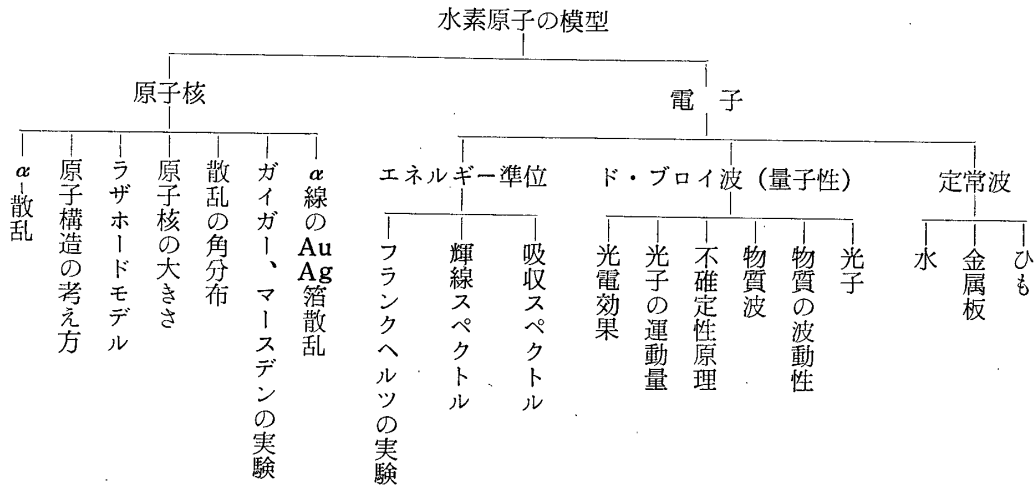 水素原子の模型
原子核
電子
α-散乱
原子構造の考え方
ラザホードモデル
原子核の大きさ
散乱の角分布
ガイガー、マースデンの実験
α線のAuAg箔散乱
エネルギー準位
フランクヘルツの実験
輝線スペクトル
吸収スペクトル
ド・ブロイ波（量子性）
光電効果
光子の運動量
不確定性原理
物質波
物質の波動性
光子
定常波
水
金属板
ひも